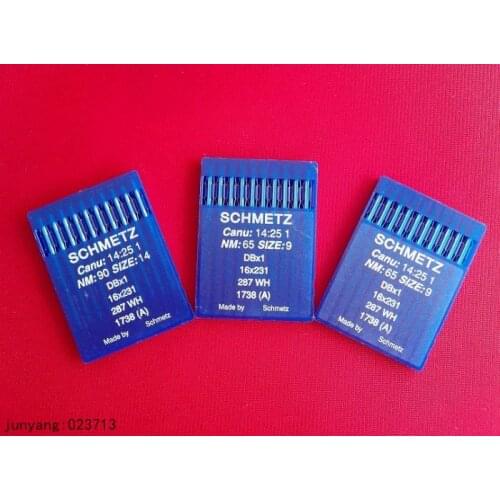 SCHMETZ
Canu: 14:25 1
NM: 90 SIZE: 14
DBx1
16x231
287 WH
1738 (A)
Made by Schmetz
SCHMETZ
Canu: 14:25 1
NM: 65 SIZE: 9
DBx1
16x231
287 WH
1738 (A)
Made by Schmetz
SCHMETZ
Canu: 14:25 1
NM: 65 SIZE: 9
DBx1
16x231
287 WH
1738 (A)
Made by Schmetz
junyang:023713